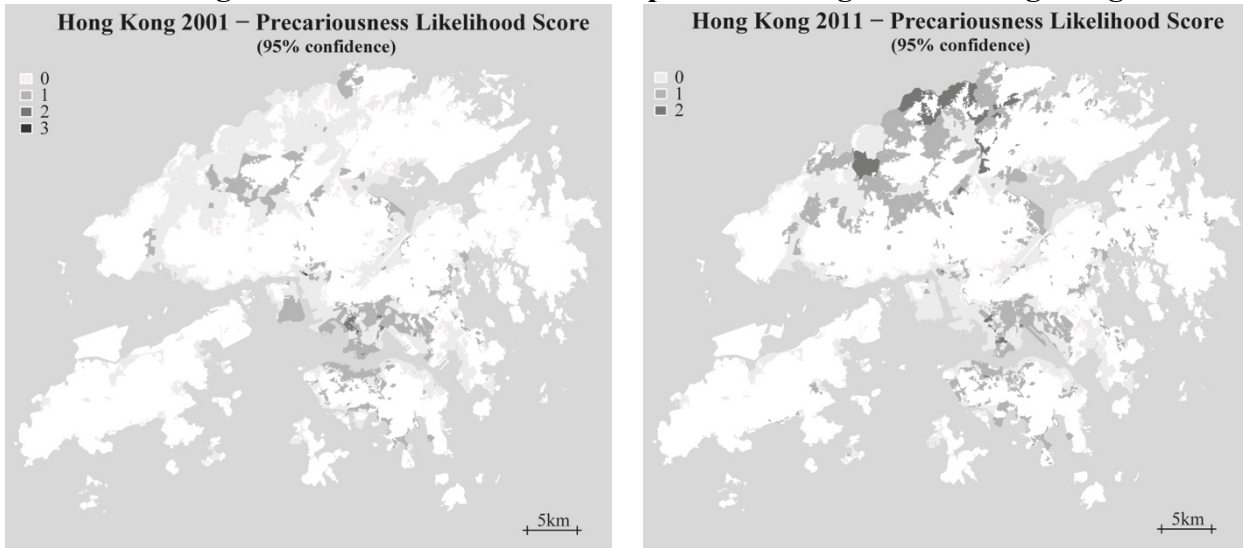 Hong Kong 2001 − Precariousness Likelihood Score
(95% confidence)
0
1
2
3
5km
Hong Kong 2011 − Precariousness Likelihood Score
(95% confidence)
0
1
2
5km